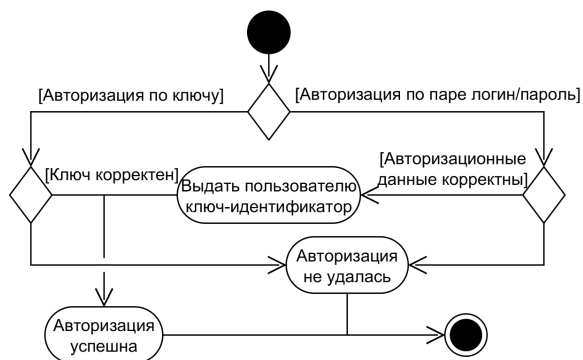 [Авторизация по ключу]
[Авторизация по паре логин/пароль]
[Ключ корректен]
Выдать пользователю
ключ-идентификатор
[Авторизационные
данные корректны]
Авторизация
не удалась
Авторизация
успешна